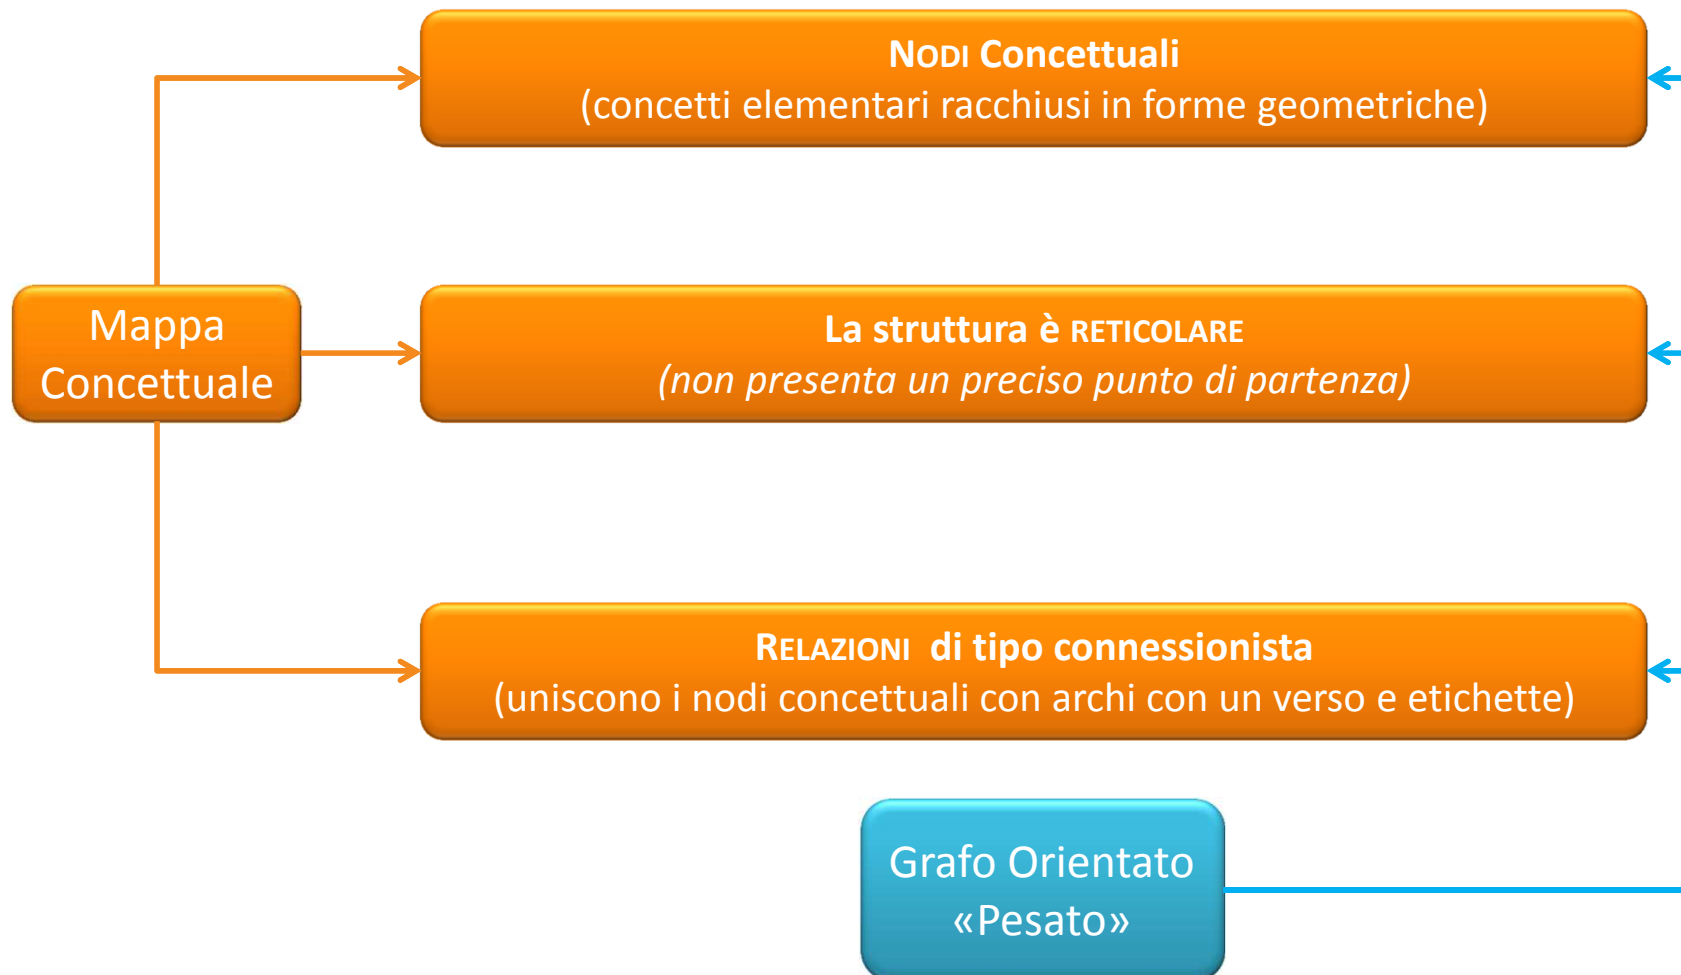 NODI Concettuali
(concetti elementari racchiusi in forme geometriche)
Mappa
Concettuale
La struttura è RETICOLARE
(non presenta un preciso punto di partenza)
RELAZIONI di tipo connessionista
(uniscono i nodi concettuali con archi con un verso e etichette)
Grafo Orientato
«Pesato»